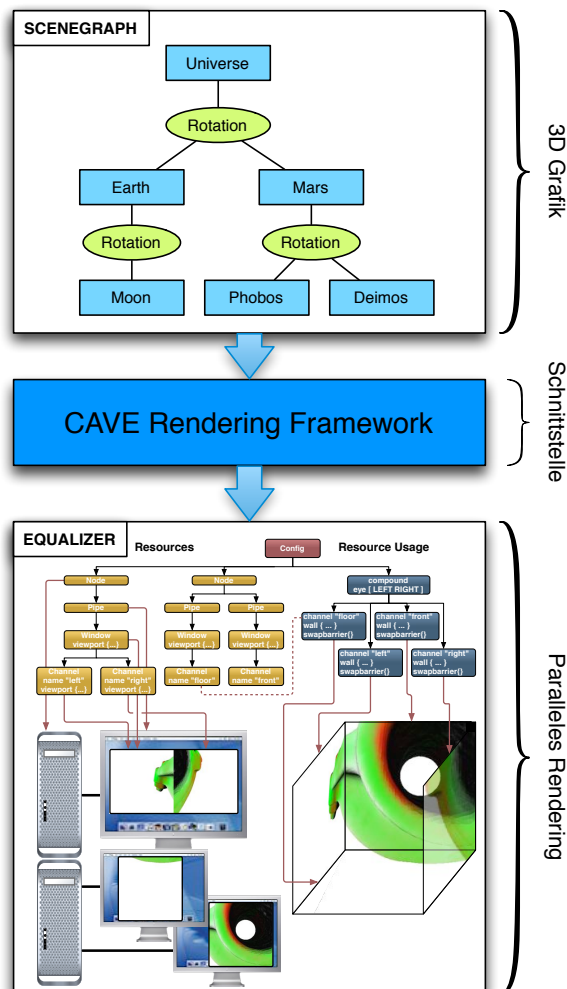 SCENEGRAPH
Universe
Rotation
Earth
Mars
Rotation
Rotation
Moon
Phobos
Deimos
3D Grafik
CAVE Rendering Framework
Schnittstelle
EQUALIZER
Resources
Config
Resource Usage
Node
Node
compound
eye [ LEFT RIGHT ]
Pipe
Pipe
Pipe
Window
viewport {...}
Window
viewport {...}
Window
viewport {...}
Channel
name "left"
viewport {...}
Channel
name "right"
viewport {...}
Channel
name "floor"
Channel
name "front"
channel "floor"
wall { ... }
swapbarrier{}
channel "front"
wall { ... }
swapbarrier{}
channel "left"
wall { ... }
swapbarrier{}
channel "right"
wall { ... }
swapbarrier{}
Paralleles Rendering